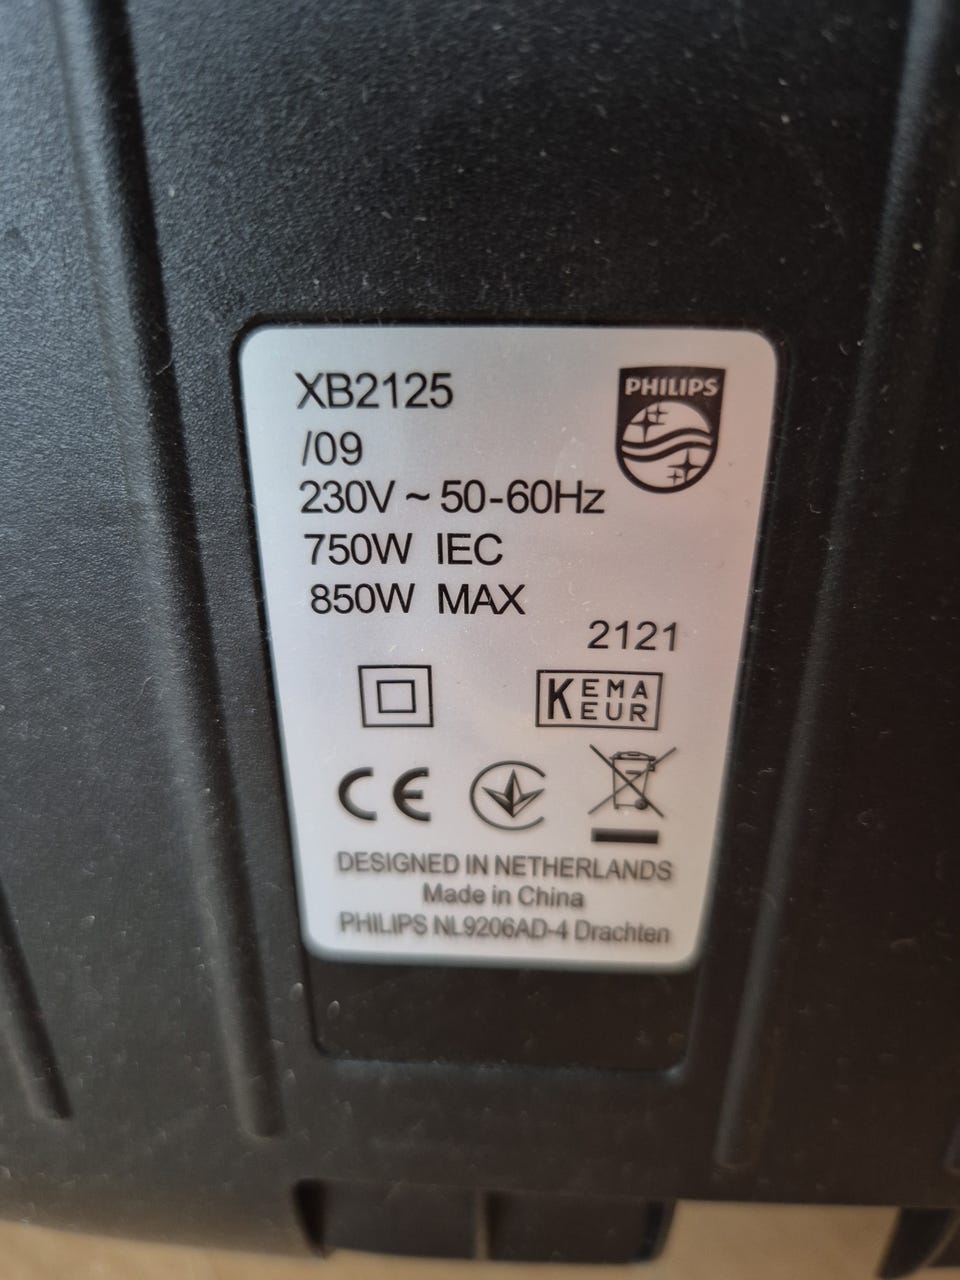 XB2125
PHILIPS
/09
230V ~ 50-60Hz
750W IEC
850W MAX
2121
KEMA
EUR
CE
DESIGNED IN NETHERLANDS
Made in China
PHILIPS NL9206AD-4 Drachten